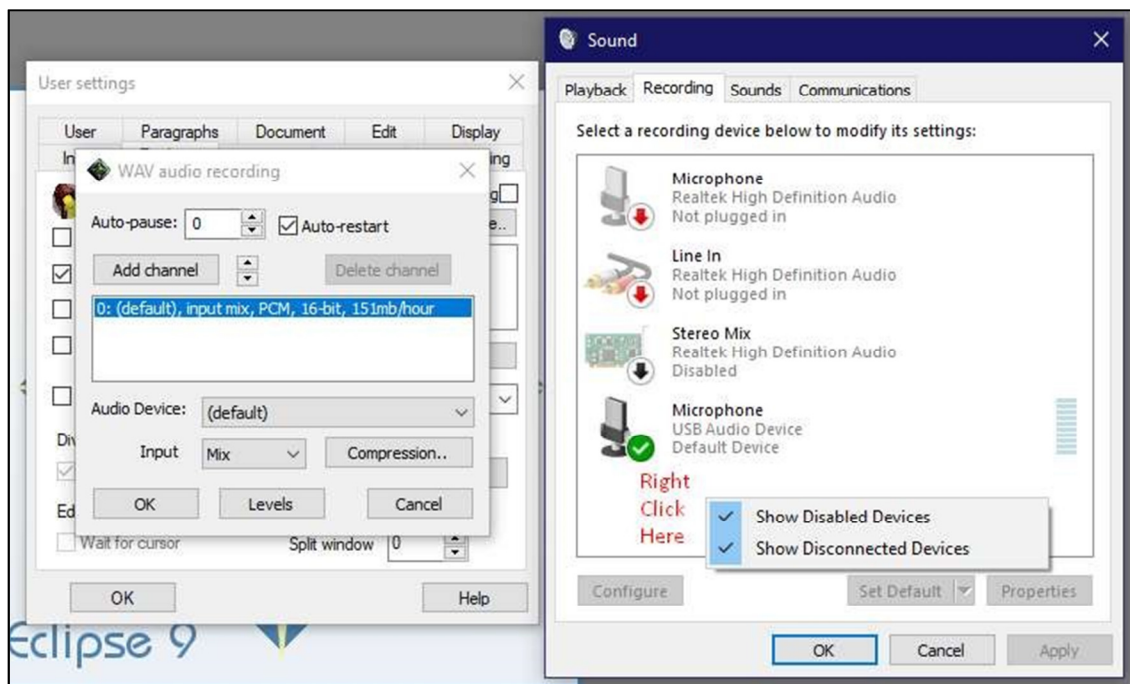 User settings
User Paragraphs Document Edit Display
In ing
WAV audio recording
g
Auto-pause: 0 Auto-restart
e..
Add channel Delete channel
0: (default), input mix, PCM, 16-bit, 151mb/hour
Audio Device: (default)
Div
Input Mix Compression..
OK Levels Cancel
Ed
Wait for cursor Split window 0
OK Help
Eclipse 9
Sound
Playback Recording Sounds Communications
Select a recording device below to modify its settings:
Microphone
Realtek High Definition Audio
Not plugged in
Line In
Realtek High Definition Audio
Not plugged in
Stereo Mix
Realtek High Definition Audio
Disabled
Microphone
USB Audio Device
Default Device
Right
Click
Here
Show Disabled Devices
Show Disconnected Devices
Configure Set Default Properties
OK Cancel Apply